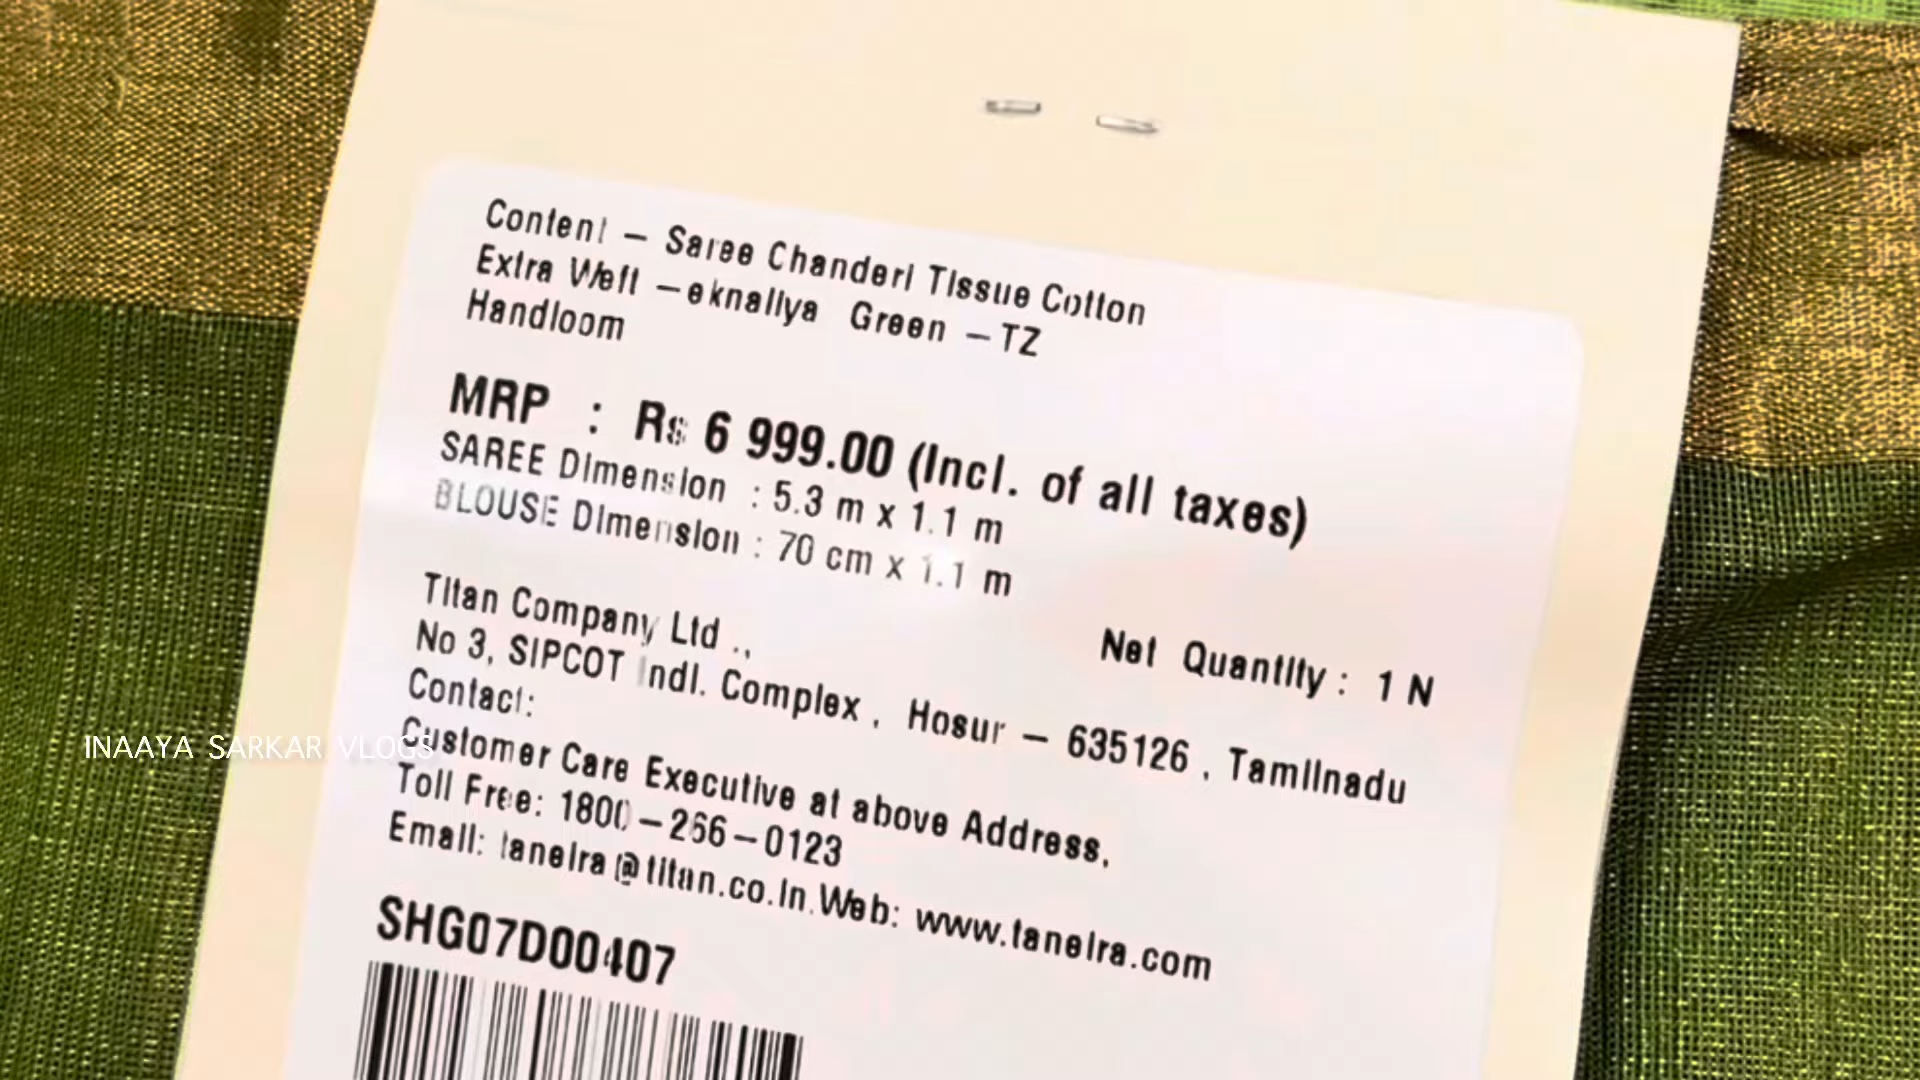 Content – Saree Chanderi Tissue Cotton
Extra Weft –eknaliya Green –TZ
Handloom
MRP : Rs 6 999.00 (Incl. of all taxes)
SAREE Dimension : 5.3 m x 1.1 m
BLOUSE Dimension : 70 cm x 1.1 m
Titan Company Ltd .,
Net Quantity : 1 N
No 3, SIPCOT Indl. Complex , Hosur – 635126 , Tamilnadu
Contact:
Customer Care Executive at above Address,
Toll Free: 1800–266–0123
Email: taneira@titan.co.in.Web: www.taneira.com
SHG07D00407
INAAYA SARKAR VLOGS